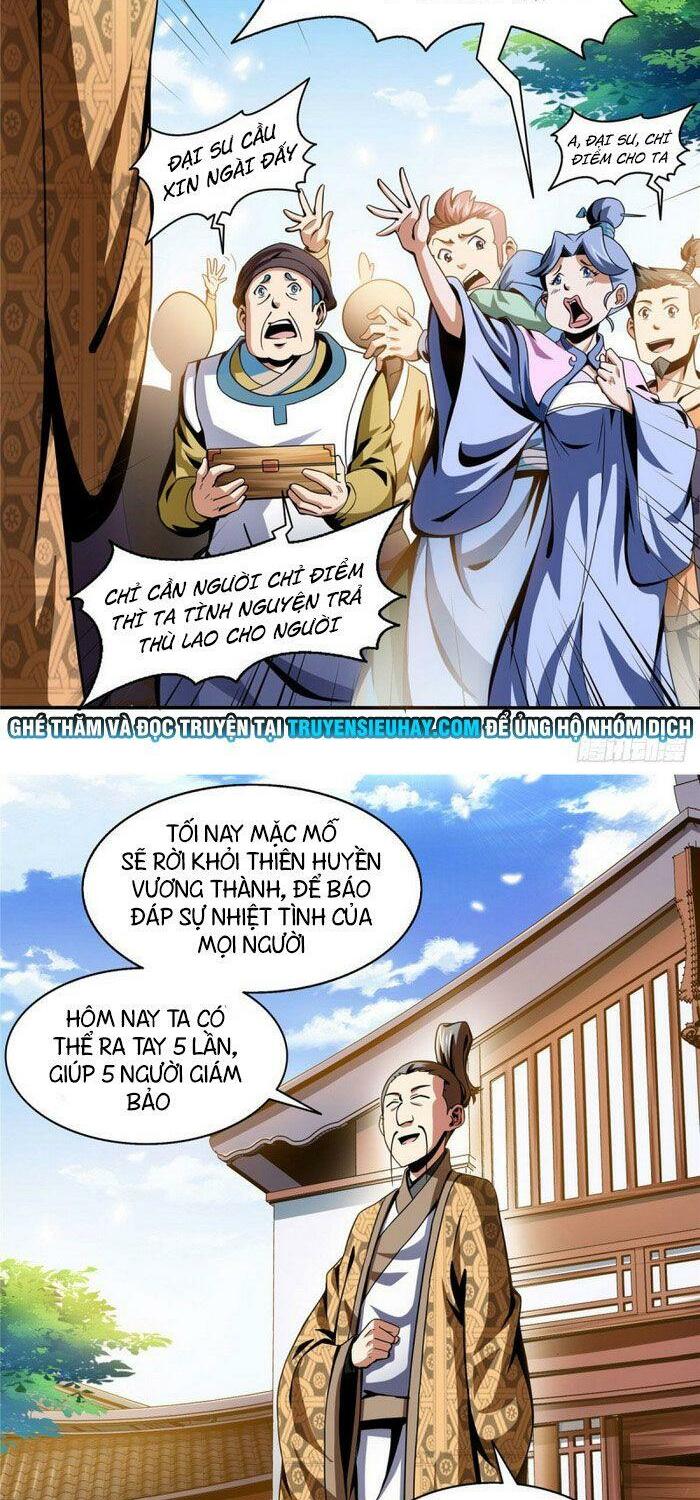 ĐẠI SƯ CẦU
XIN NGÀI ĐẤY
A, ĐẠI SƯ, CHỈ
ĐIỂM CHO TA
CHỈ CẦN NGƯỜI CHỈ ĐIỂM
THÌ TA TÌNH NGUYỆN TRẢ
THÙ LAO CHO NGƯỜI
GHÉ THĂM VÀ ĐỌC TRUYỆN TẠI TRUYENSIEUHAY.COM ĐỂ ỦNG HỘ NHÓM DỊCH
TỐI NAY MẶC MỖ
SẼ RỜI KHỎI THIÊN HUYỀN
VƯƠNG THÀNH, ĐỂ BÁO
ĐÁP SỰ NHIỆT TÌNH CỦA
MỌI NGƯỜI
HÔM NAY TA CÓ
THỂ RA TAY 5 LẦN,
GIÚP 5 NGƯỜI GIÁM
BẢO